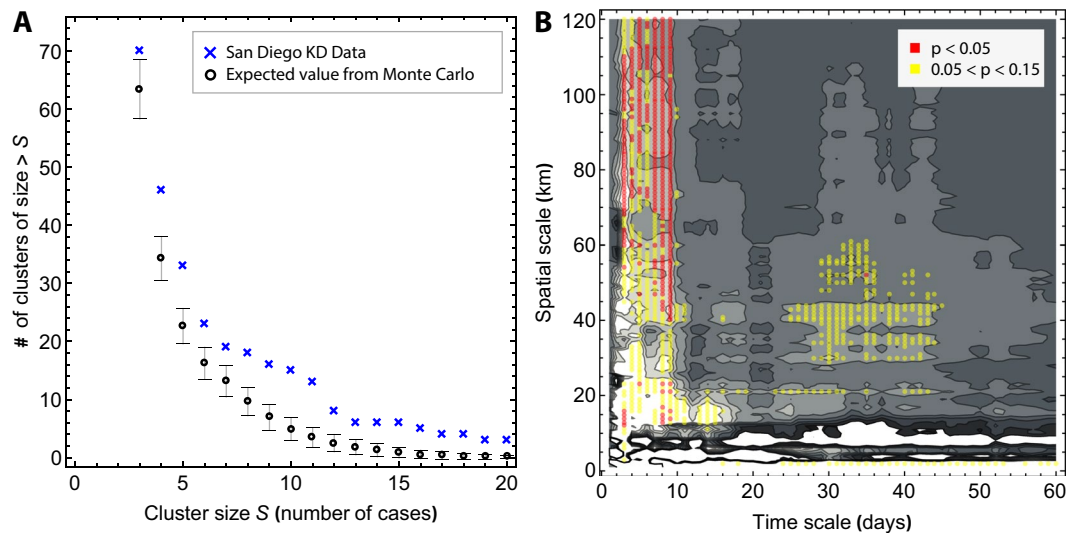 A
70
60
50
40
30
20
10
0
# of clusters of size > S
San Diego KD Data
Expected value from Monte Carlo
0 5 10 15 20
Cluster size S (number of cases)
B
120
100
80
60
40
20
0
Spatial scale (km)
p < 0.05
0.05 < p < 0.15
0 10 20 30 40 50 60
Time scale (days)